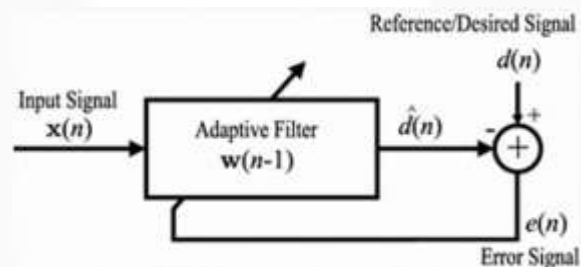 Reference/Desired Signal
d(n)
Input Signal
x(n)
Adaptive Filter
w(n-1)
d̂(n)
-
+
+
e(n)
Error Signal